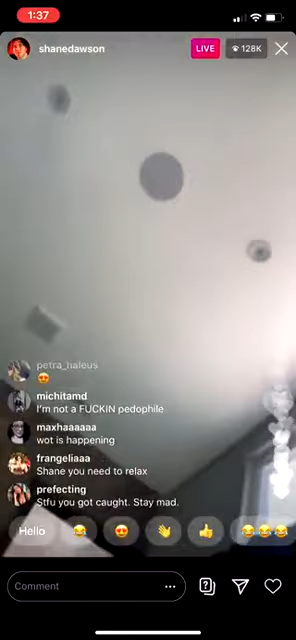 1:37
shanedawson
LIVE
128K
petra_haleus
😍
michitamd
I'm not a FUCKIN pedophile
maxhaaaaaa
wot is happening
frangeliaaa
Shane you need to relax
prefecting
Stfu you got caught. Stay mad.
Hello 😂 😍 👋 👍 😂😂😂
Comment